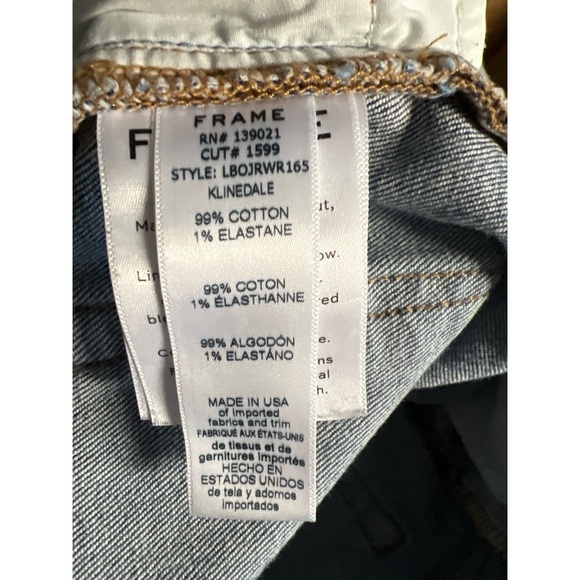 FRAME
RN# 139021
CUT# 1599
STYLE: LBOJRWR165
KLINEDALE
99% COTTON
1% ELASTANE
99% COTON
1% ÉLASTHANNE
99% ALGODÓN
1% ELASTÁNO
MADE IN USA
of imported
fabrics and trim
FABRIQUÉ AUX ÉTATS-UNIS
de tissus et de
garnitures importés
HECHO EN
ESTADOS UNIDOS
de tela y adornos
importados